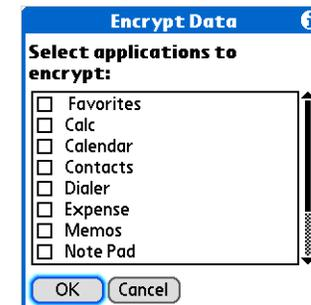 Encrypt Data
i
Select applications to
encrypt:
Favorites
Calc
Calendar
Contacts
Dialer
Expense
Memos
Note Pad
OK
Cancel